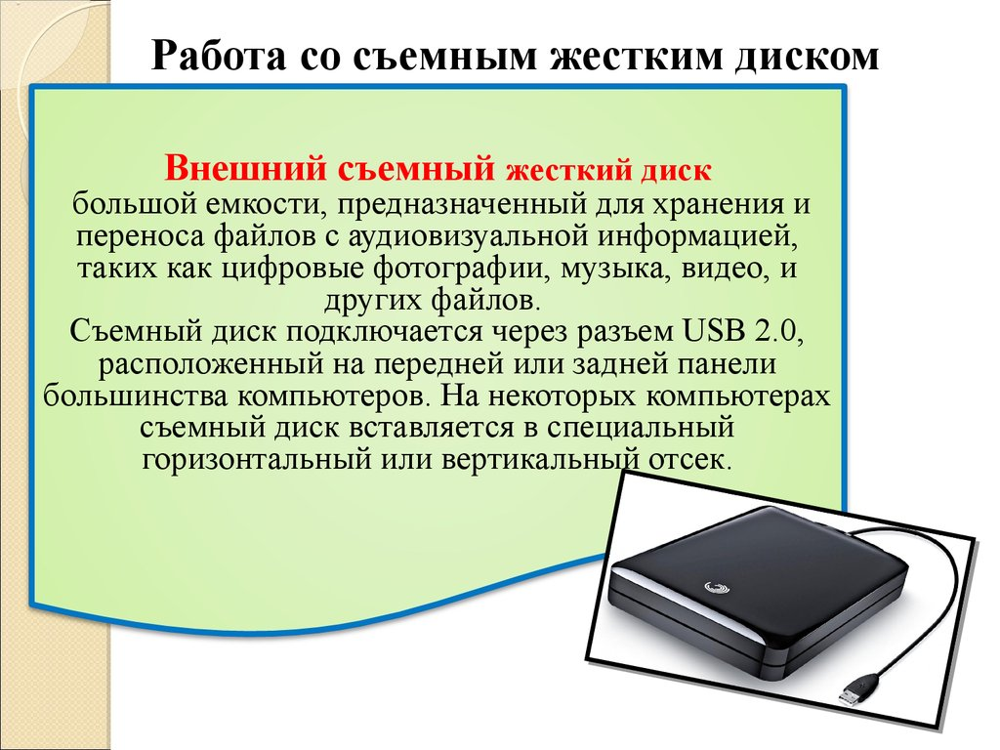 Работа со съемным жестким диском
Внешний съемный жесткий диск
большой емкости, предназначенный для хранения и
переноса файлов с аудиовизуальной информацией,
таких как цифровые фотографии, музыка, видео, и
других файлов.
Съемный диск подключается через разъем USB 2.0,
расположенный на передней или задней панели
большинства компьютеров. На некоторых компьютерах
съемный диск вставляется в специальный
горизонтальный или вертикальный отсек.